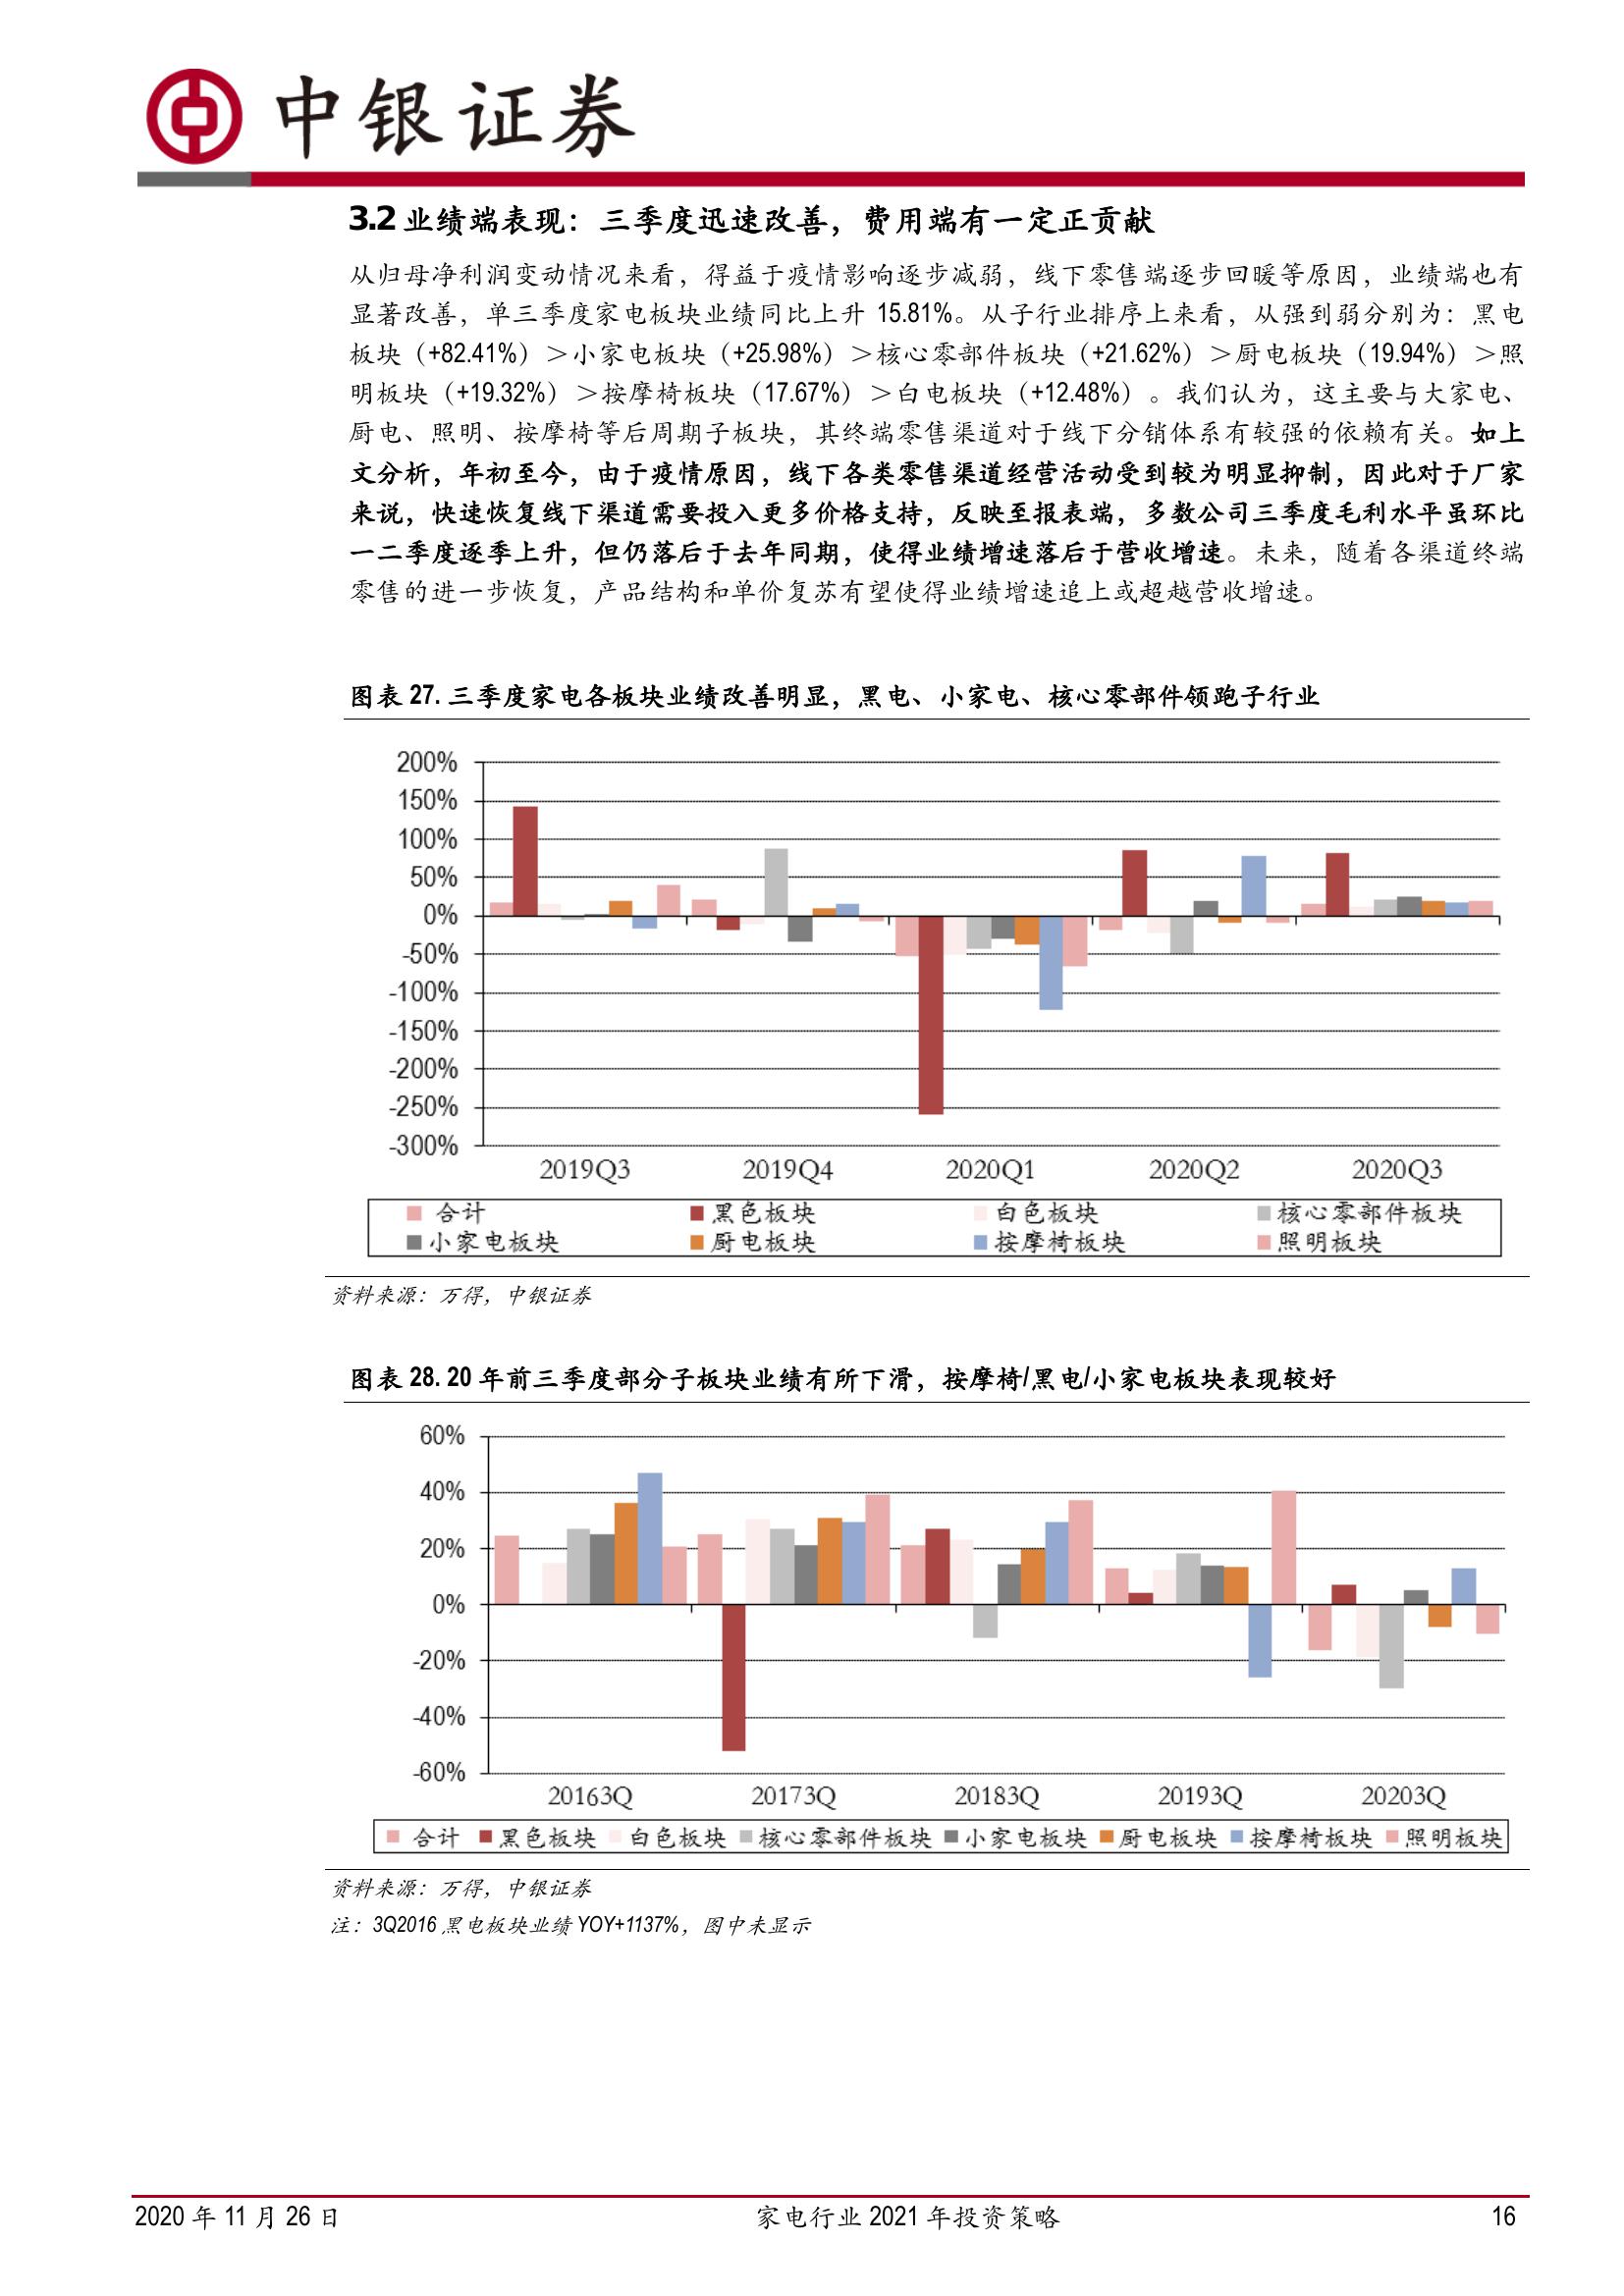 中银证券
3.2 业绩端表现：三季度迅速改善，费用端有一定正贡献
从归母净利润变动情况来看，得益于疫情影响逐步减弱，线下零售端逐步回暖等原因，业绩端也有
显著改善，单三季度家电板块业绩同比上升 15.81%。从子行业排序上来看，从强到弱分别为：黑电
板块（+82.41%）＞小家电板块（+25.98%）＞核心零部件板块（+21.62%）＞厨电板块（19.94%）＞照
明板块（+19.32%）＞按摩椅板块（17.67%）＞白电板块（+12.48%）。我们认为，这主要与大家电、
厨电、照明、按摩椅等后周期子板块，其终端零售渠道对于线下分销体系有较强的依赖有关。如上
文分析，年初至今，由于疫情原因，线下各类零售渠道经营活动受到较为明显抑制，因此对于厂家
来说，快速恢复线下渠道需要投入更多价格支持，反映至报表端，多数公司三季度毛利水平虽环比
一二季度逐季上升，但仍落后于去年同期，使得业绩增速落后于营收增速。未来，随着各渠道终端
零售的进一步恢复，产品结构和单价复苏有望使得业绩增速追上或超越营收增速。
图表 27. 三季度家电各板块业绩改善明显，黑电、小家电、核心零部件领跑子行业
200%
150%
100%
50%
0%
-50%
-100%
-150%
-200%
-250%
-300%
2019Q3 2019Q4 2020Q1 2020Q2 2020Q3
合计 黑色板块 白色板块 核心零部件板块
小家电板块 厨电板块 按摩椅板块 照明板块
资料来源：万得，中银证券
图表 28. 20 年前三季度部分子板块业绩有所下滑，按摩椅/黑电/小家电板块表现较好
60%
40%
20%
0%
-20%
-40%
-60%
20163Q 20173Q 20183Q 20193Q 20203Q
合计 黑色板块 白色板块 核心零部件板块 小家电板块 厨电板块 按摩椅板块 照明板块
资料来源：万得，中银证券
注：3Q2016 黑电板块业绩 YOY+1137%，图中未显示
2020 年 11 月 26 日 家电行业 2021 年投资策略 16